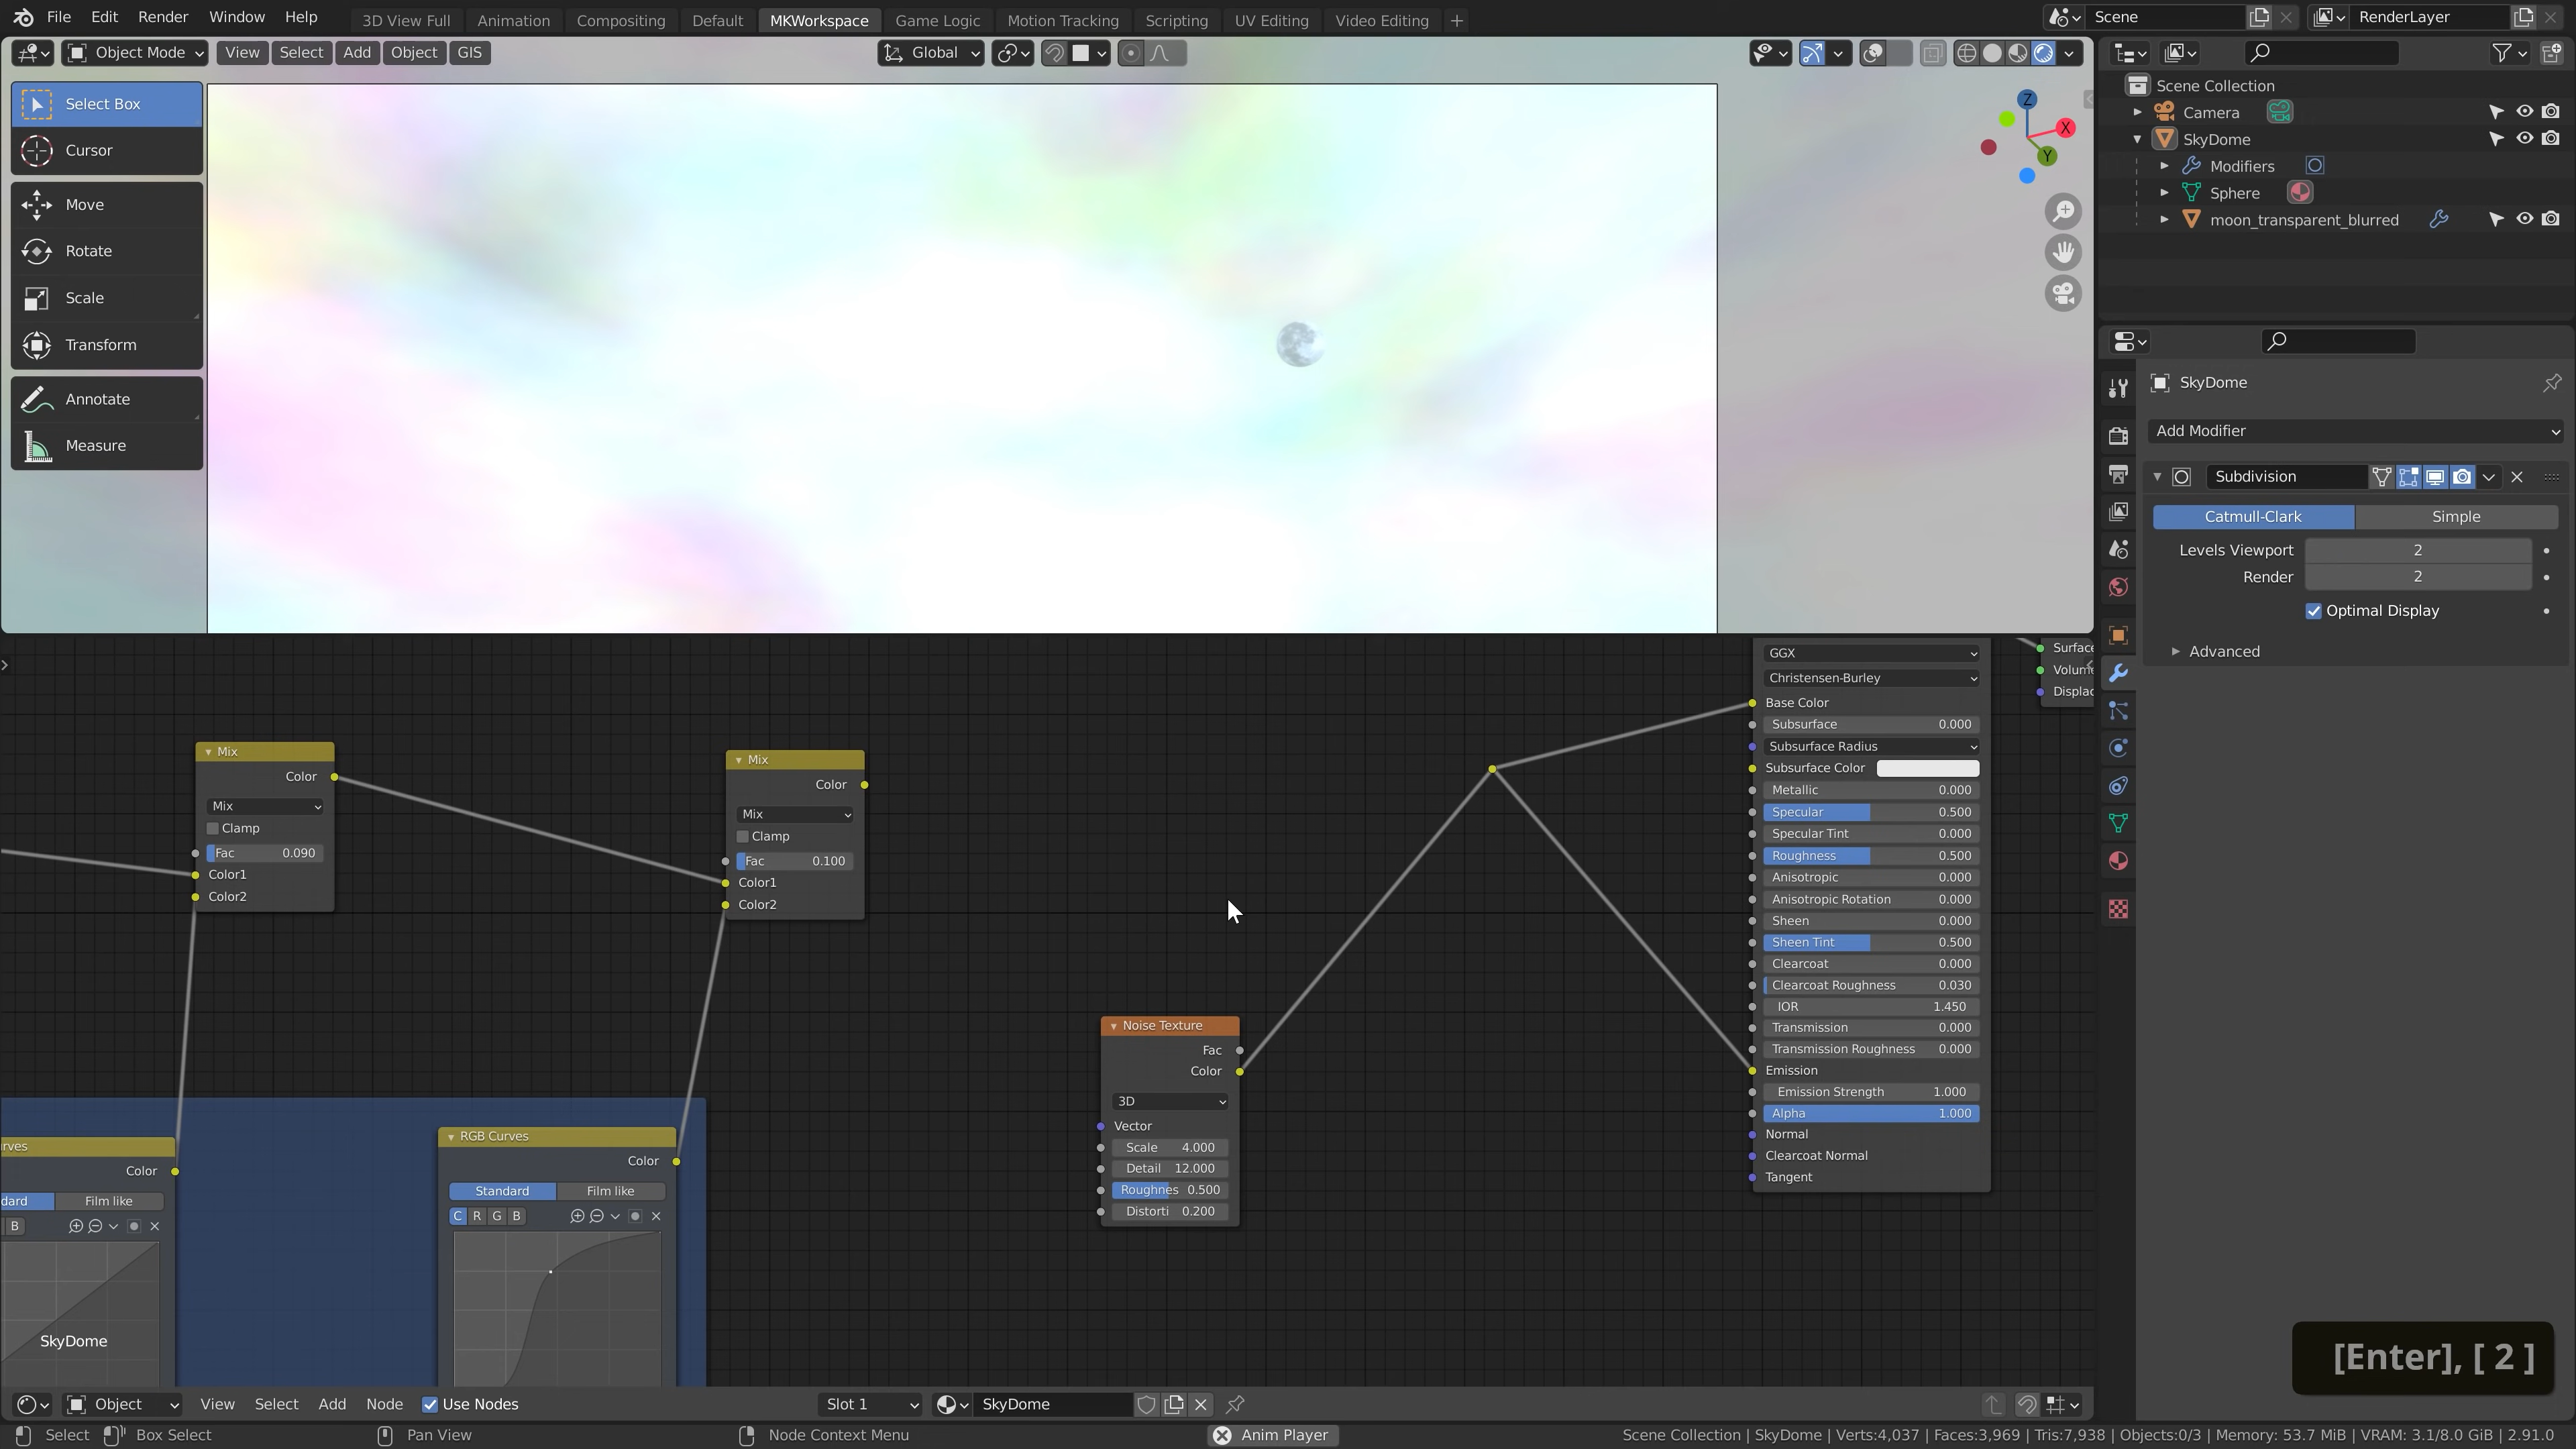 File Edit Render Window Help
3D View Full Animation Compositing Default MKWorkspace Game Logic Motion Tracking Scripting UV Editing Video Editing +
Scene
RenderLayer
Object Mode View Select Add Object GIS
Global
Select Box
Cursor
Move
Rotate
Scale
Transform
Annotate
Measure
Z
X
Y
Scene Collection
Camera
SkyDome
Modifiers
Sphere
moon_transparent_blurred
SkyDome
Add Modifier
Subdivision
Catmull-Clark Simple
Levels Viewport 2
Render 2
Optimal Display
Advanced
Mix
Color
Mix
Clamp
Fac 0.090
Color1
Color2
Mix
Color
Mix
Clamp
Fac 0.100
Color1
Color2
Noise Texture
Fac
Color
3D
Vector
Scale 4.000
Detail 12.000
Roughnes 0.500
Distorti 0.200
GGX
Christensen-Burley
Base Color
Subsurface 0.000
Subsurface Radius
Subsurface Color
Metallic 0.000
Specular 0.500
Specular Tint 0.000
Roughness 0.500
Anisotropic 0.000
Anisotropic Rotation 0.000
Sheen 0.000
Sheen Tint 0.500
Clearcoat 0.000
Clearcoat Roughness 0.030
IOR 1.450
Transmission 0.000
Transmission Roughness 0.000
Emission
Emission Strength 1.000
Alpha 1.000
Normal
Clearcoat Normal
Tangent
Surface
Volume
Displac
rves
Color
dard Film like
B
SkyDome
RGB Curves
Color
Standard Film like
C R G B
[Enter], [ 2 ]
Object View Select Add Node Use Nodes
Slot 1
SkyDome
Select Box Select Pan View Node Context Menu Anim Player
Scene Collection | SkyDome | Verts:4,037 | Faces:3,969 | Tris:7,938 | Objects:0/3 | Memory: 53.7 MiB | VRAM: 3.1/8.0 GiB | 2.91.0